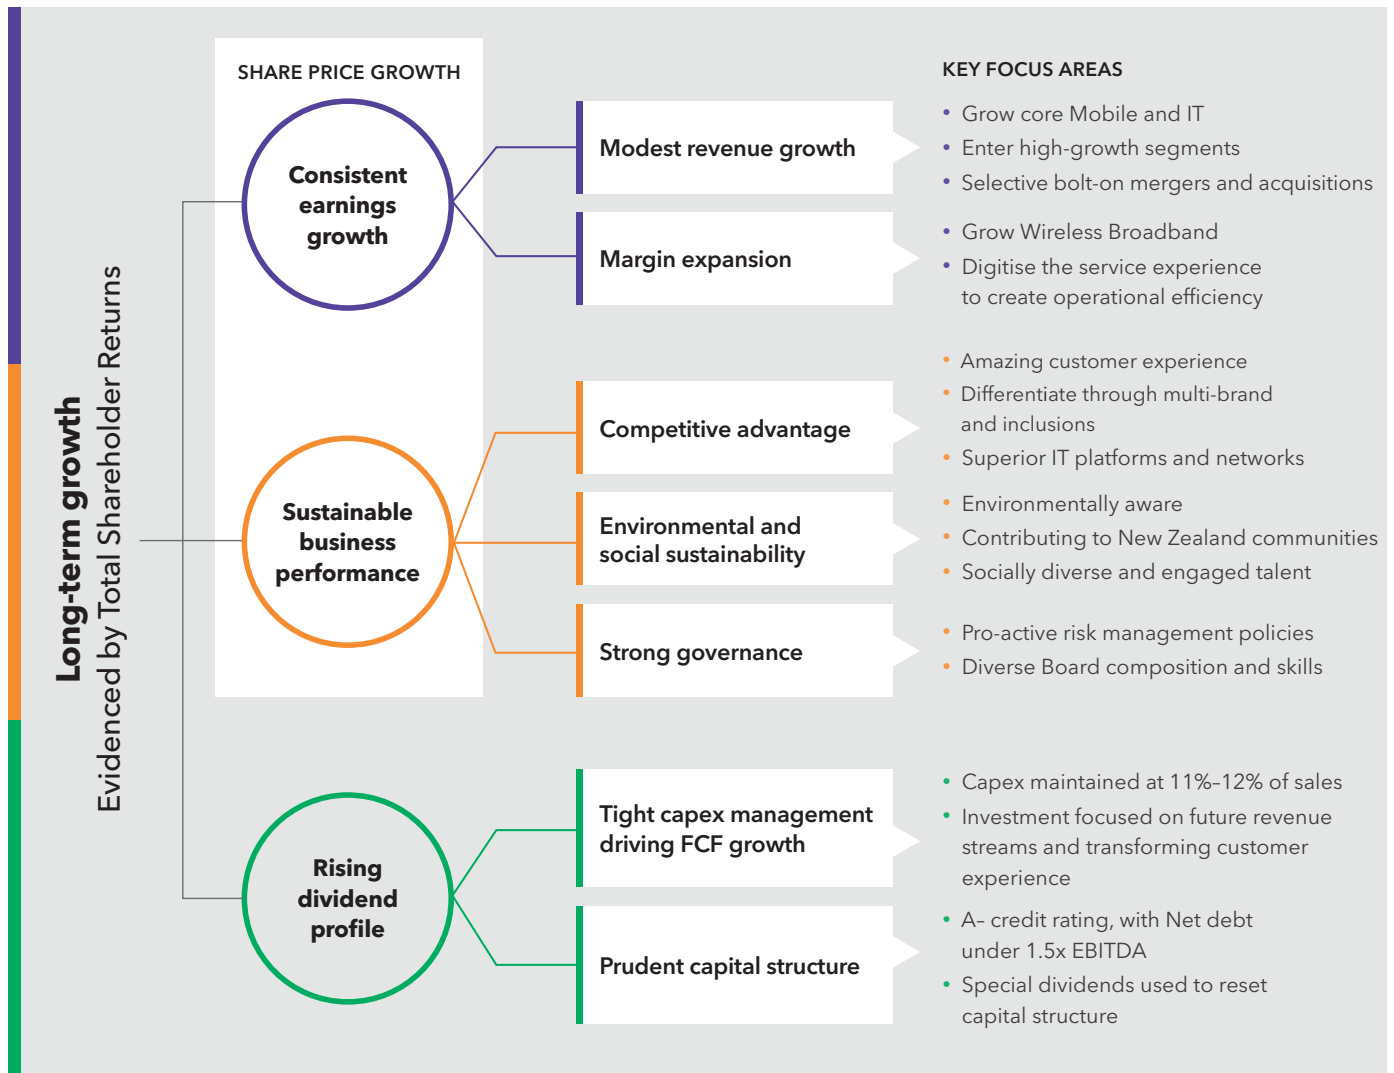 Long-term growth
Evidenced by Total Shareholder Returns
SHARE PRICE GROWTH
Consistent
earnings
growth
Modest revenue growth
Margin expansion
KEY FOCUS AREAS
• Grow core Mobile and IT
• Enter high-growth segments
• Selective bolt-on mergers and acquisitions
• Grow Wireless Broadband
• Digitise the service experience
to create operational efficiency
Sustainable
business
performance
Competitive advantage
• Amazing customer experience
• Differentiate through multi-brand
and inclusions
• Superior IT platforms and networks
Environmental and
social sustainability
• Environmentally aware
• Contributing to New Zealand communities
• Socially diverse and engaged talent
Strong governance
• Pro-active risk management policies
• Diverse Board composition and skills
Rising
dividend
profile
Tight capex management
driving FCF growth
• Capex maintained at 11%–12% of sales
• Investment focused on future revenue
streams and transforming customer
experience
Prudent capital structure
• A– credit rating, with Net debt
under 1.5x EBITDA
• Special dividends used to reset
capital structure